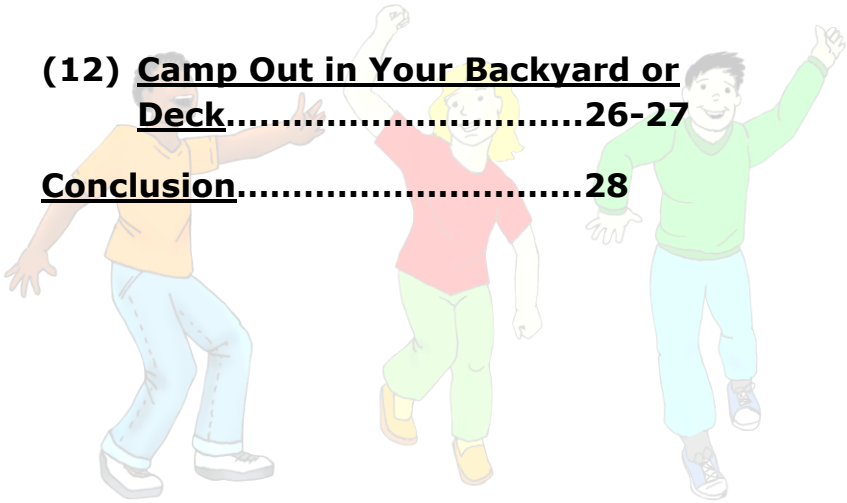 (12) Camp Out in Your Backyard or
Deck................................26-27
Conclusion...............................28